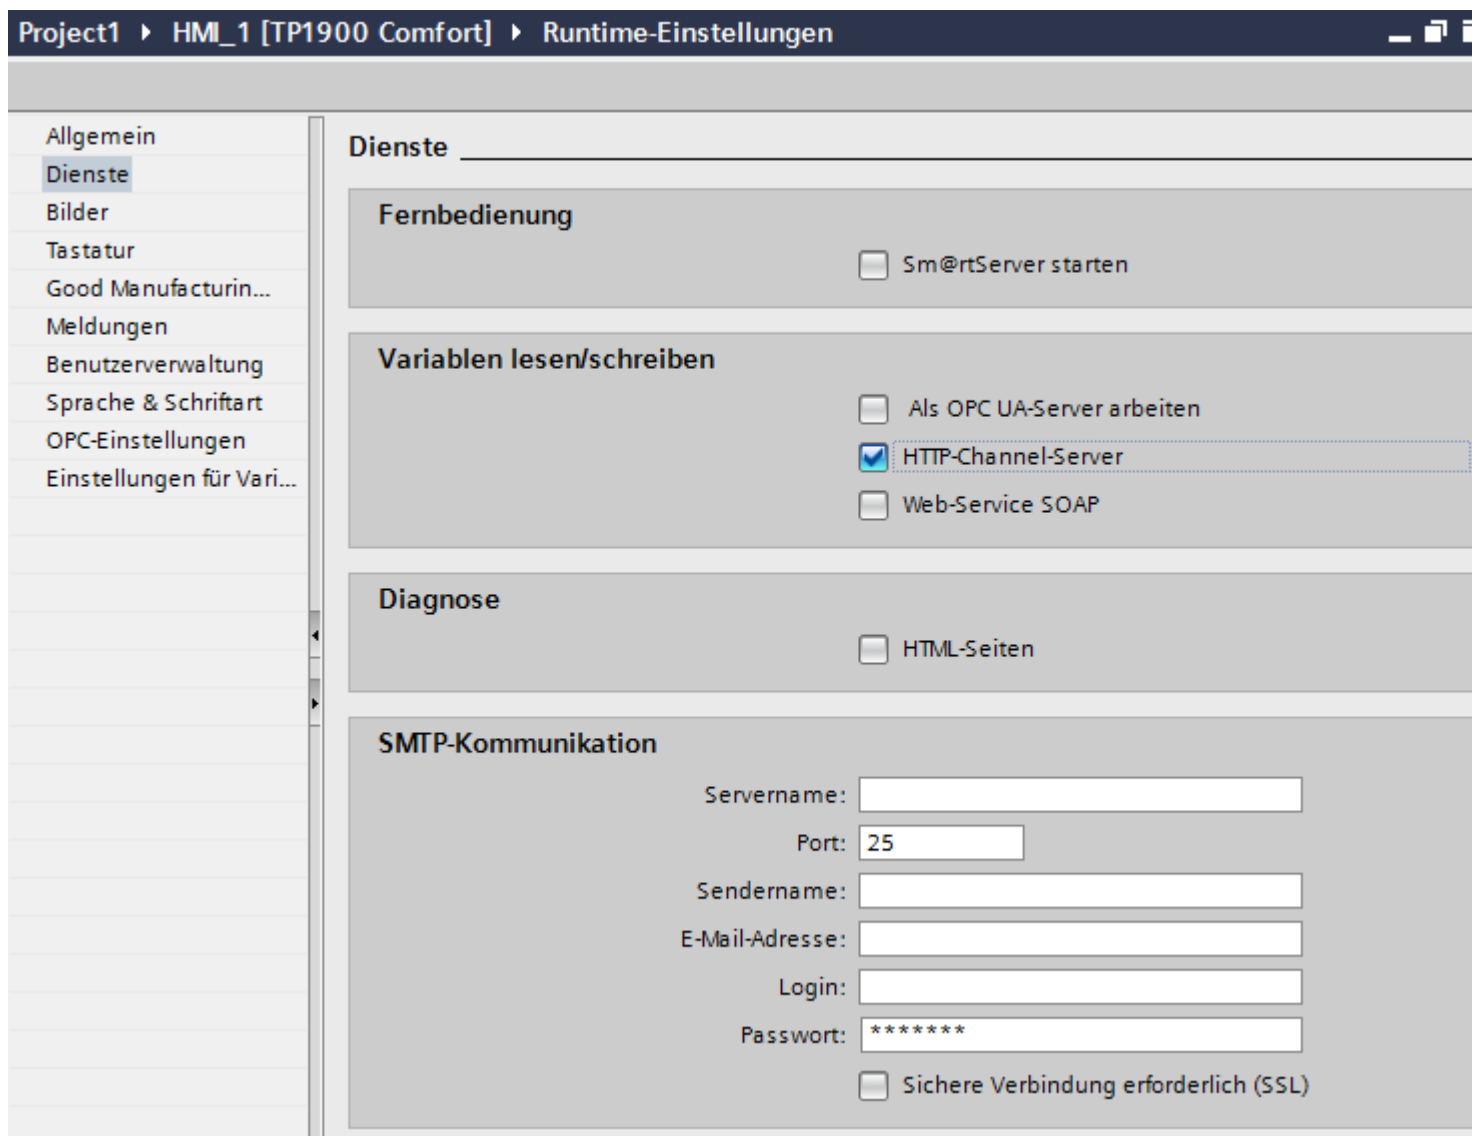 Project1 ▸ HMI_1 [TP1900 Comfort] ▸ Runtime-Einstellungen
Allgemein
Dienste
Bilder
Tastatur
Good Manufacturin...
Meldungen
Benutzerverwaltung
Sprache & Schriftart
OPC-Einstellungen
Einstellungen für Vari...
Dienste
Fernbedienung
Sm@rtServer starten
Variablen lesen/schreiben
Als OPC UA-Server arbeiten
HTTP-Channel-Server
Web-Service SOAP
Diagnose
HTML-Seiten
SMTP-Kommunikation
Servername:
Port: 25
Sendername:
E-Mail-Adresse:
Login:
Passwort: *******
Sichere Verbindung erforderlich (SSL)